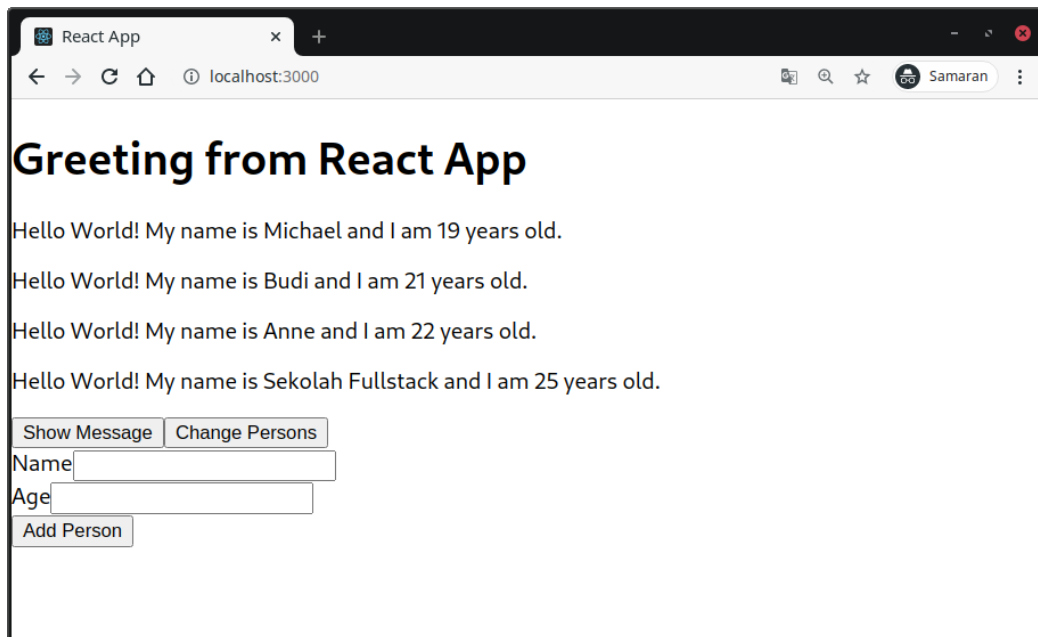 React App
localhost:3000
Samaran
Greeting from React App
Hello World! My name is Michael and I am 19 years old.
Hello World! My name is Budi and I am 21 years old.
Hello World! My name is Anne and I am 22 years old.
Hello World! My name is Sekolah Fullstack and I am 25 years old.
Show Message Change Persons
Name
Age
Add Person